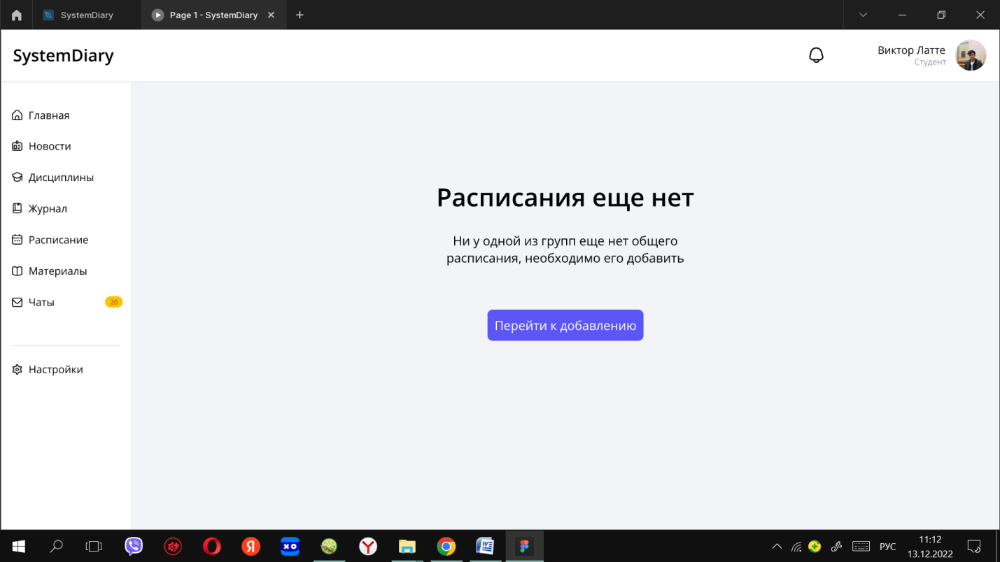 SystemDiary
Page 1 - SystemDiary
SystemDiary
Виктор Латте
Студент
Главная
Новости
Дисциплины
Журнал
Расписание
Материалы
Чаты 20
Настройки
Расписания еще нет
Ни у одной из групп еще нет общего
расписания, необходимо его добавить
Перейти к добавлению
РУС
11:12
13.12.2022